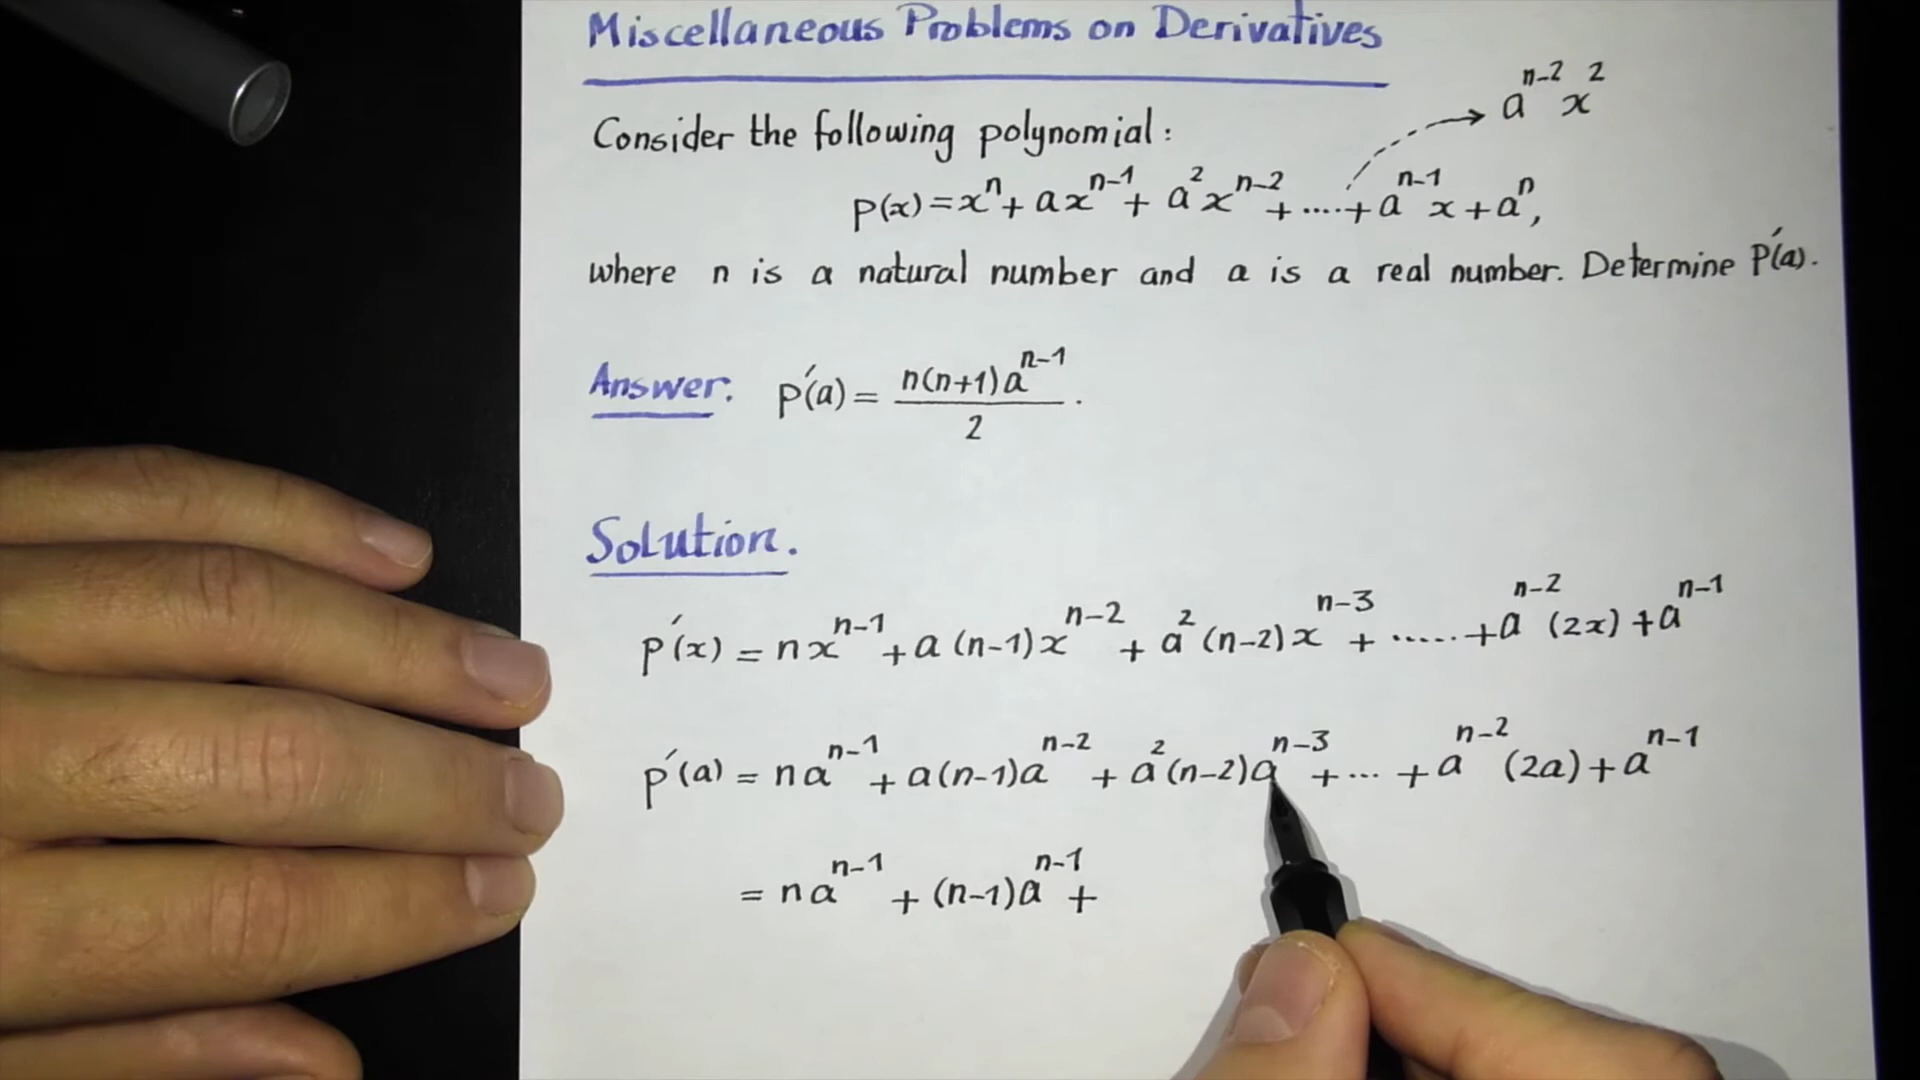 Miscellaneous Problems on Derivatives
Consider the following polynomial:
a^{n-2} x^2
P(x) = x^n + ax^{n-1} + a^2 x^{n-2} + .... + a^{n-1} x + a^n,
where n is a natural number and a is a real number. Determine P'(a).
Answer: P'(a) = \frac{n(n+1)a^{n-1}}{2}.
Solution.
P'(x) = nx^{n-1} + a(n-1)x^{n-2} + a^2(n-2)x^{n-3} + ...... + a^{n-2}(2x) + a^{n-1}
P'(a) = na^{n-1} + a(n-1)a^{n-2} + a^2(n-2)a^{n-3} + ... + a^{n-2}(2a) + a^{n-1}
= na^{n-1} + (n-1)a^{n-1} +